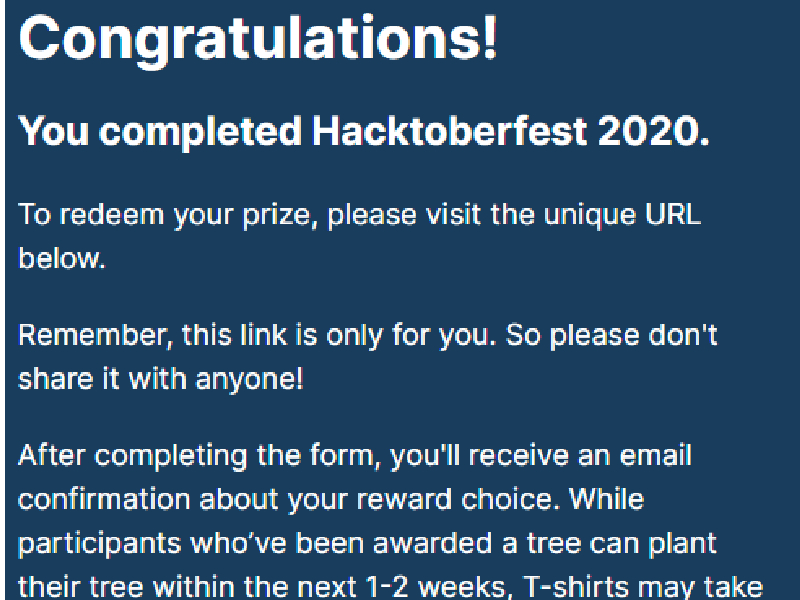 Congratulations!
You completed Hacktoberfest 2020.
To redeem your prize, please visit the unique URL
below.
Remember, this link is only for you. So please don't
share it with anyone!
After completing the form, you'll receive an email
confirmation about your reward choice. While
participants who’ve been awarded a tree can plant
their tree within the next 1-2 weeks, T-shirts may take